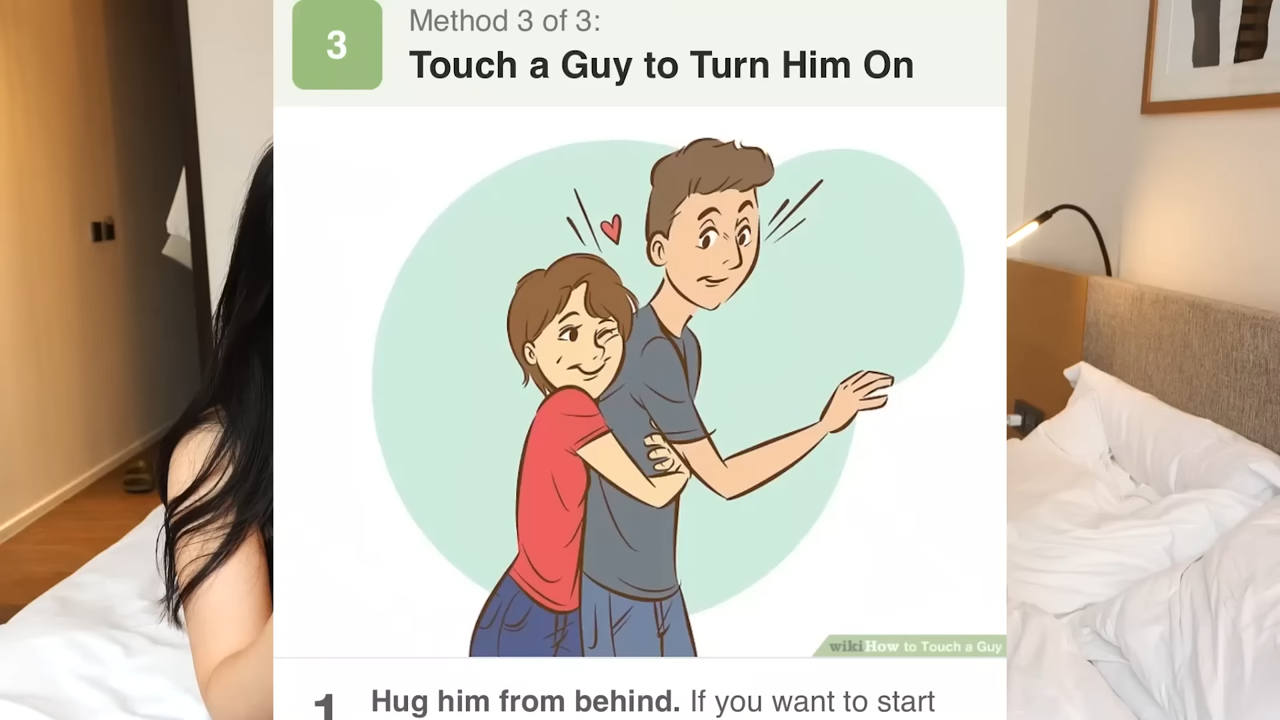 3
Method 3 of 3:
Touch a Guy to Turn Him On
wikiHow to Touch a Guy
1
Hug him from behind. If you want to start